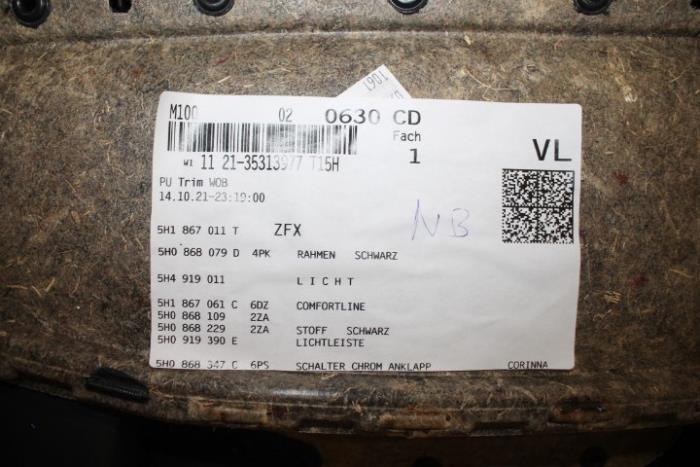 1061
M100 02 0630 CD
Fach
1
VL
W1 11 21-35313977 T15H
PU Trim WOB
14.10.21-23:19:00
NB
5H1 867 011 T ZFX
5H0 868 079 D 4PK RAHMEN SCHWARZ
5H4 919 011 L I C H T
5H1 867 061 C 6DZ COMFORTLINE
5H0 868 109 2ZA
5H0 868 229 2ZA STOFF SCHWARZ
5H0 919 390 E LICHTLEISTE
5H0 868 347 C 6PS SCHALTER CHROM ANKLAPP CORINNA